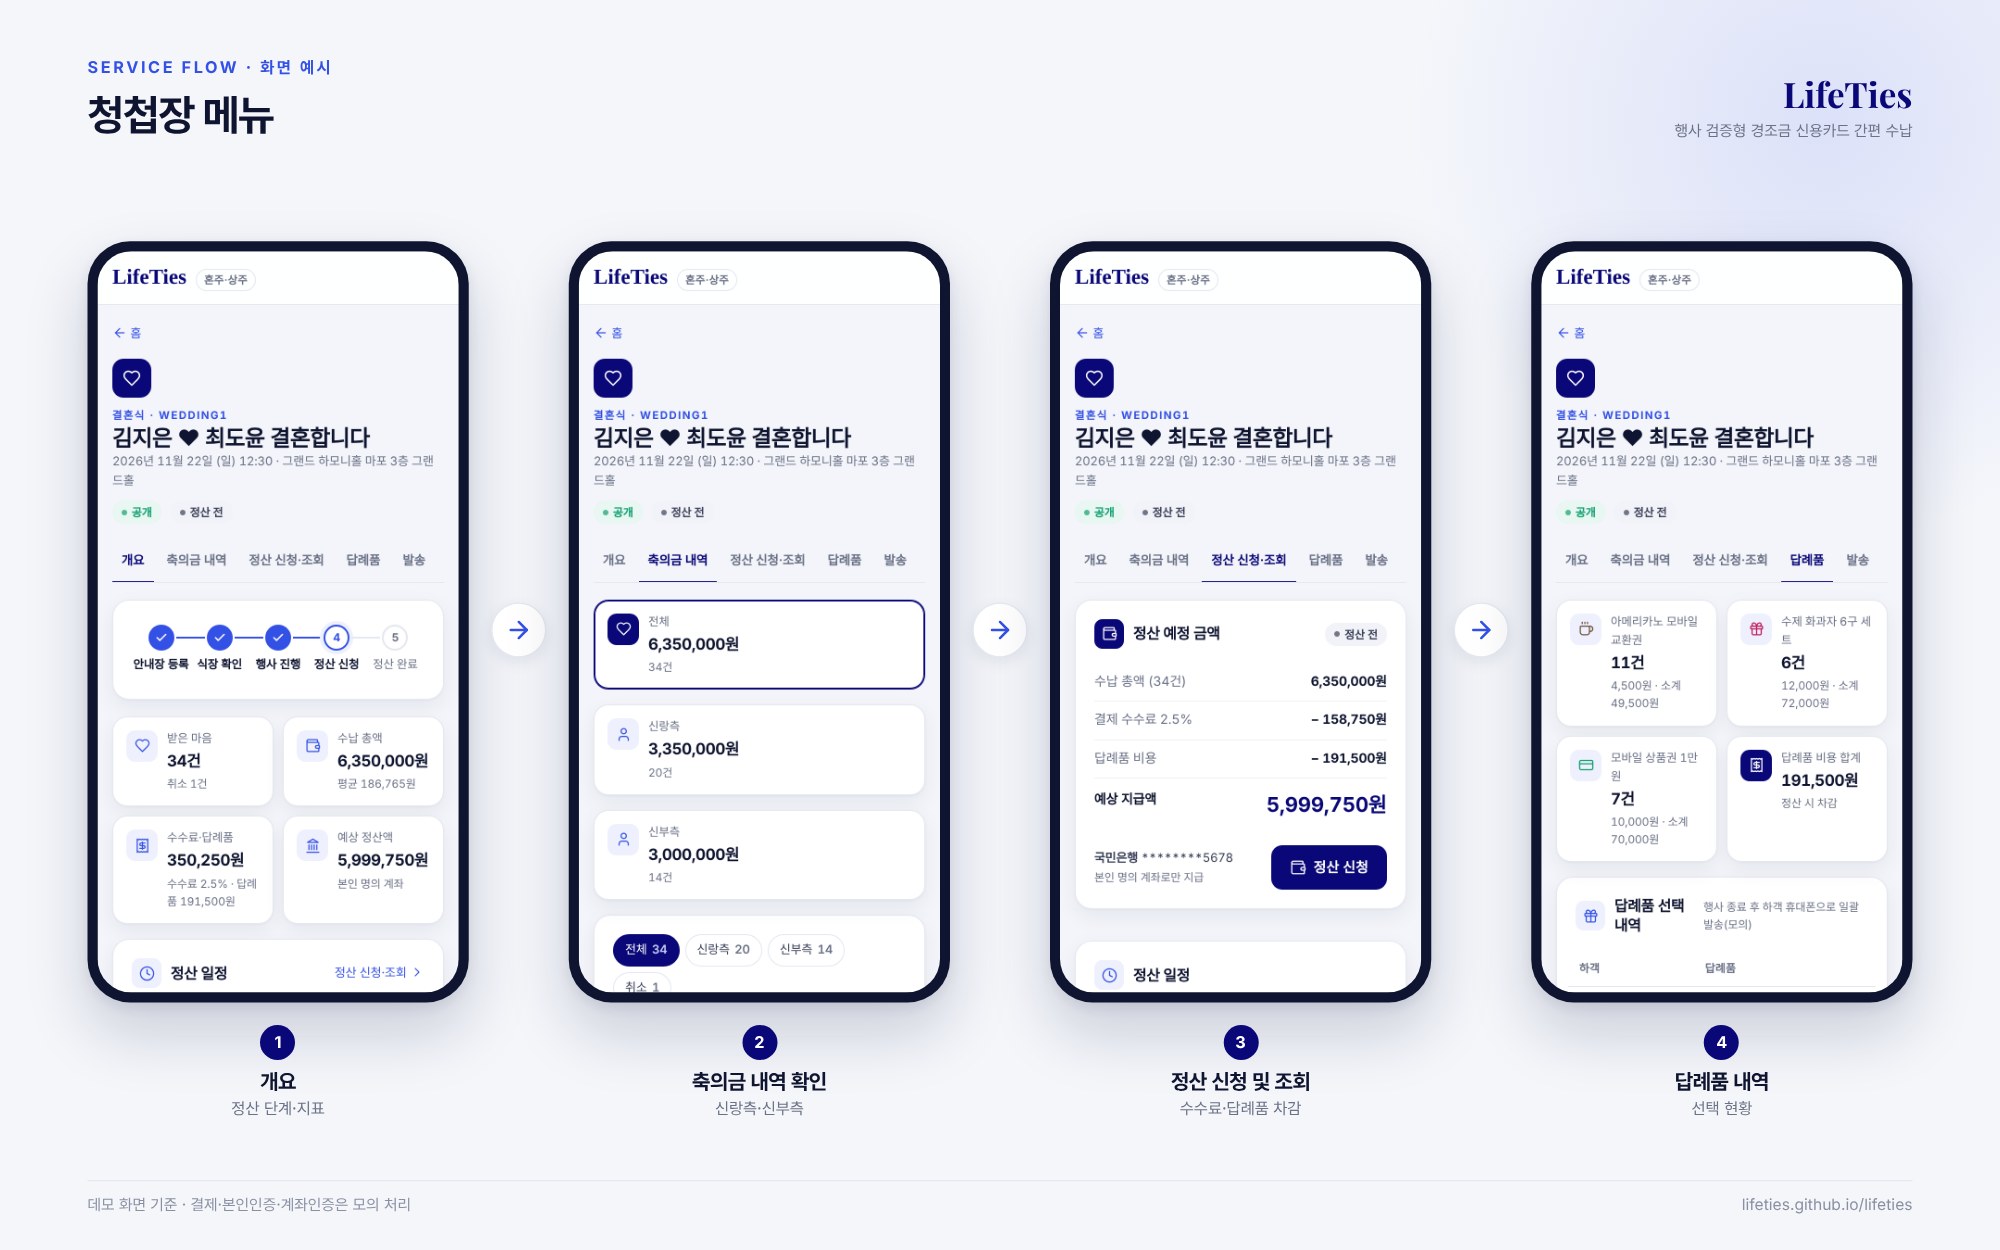 SERVICE FLOW · 화면 예시
청첩장 메뉴
LifeTies
행사 검증형 경조금 신용카드 간편 수납
LifeTies 혼주·상주
← 홈
결혼식 · WEDDING1
김지은 ♥ 최도윤 결혼합니다
2026년 11월 22일 (일) 12:30 · 그랜드 하모니홀 마포 3층 그랜
드홀
공개 정산 전
개요 축의금 내역 정산 신청·조회 답례품 발송
4 5
안내장 등록 식장 확인 행사 진행 정산 신청 정산 완료
받은 마음
34건
취소 1건
수납 총액
6,350,000원
평균 186,765원
수수료·답례품
350,250원
수수료 2.5% · 답례
품 191,500원
예상 정산액
5,999,750원
본인 명의 계좌
정산 일정 정산 신청·조회 >
1
개요
정산 단계·지표
LifeTies 혼주·상주
← 홈
결혼식 · WEDDING1
김지은 ♥ 최도윤 결혼합니다
2026년 11월 22일 (일) 12:30 · 그랜드 하모니홀 마포 3층 그랜
드홀
공개 정산 전
개요 축의금 내역 정산 신청·조회 답례품 발송
전체
6,350,000원
34건
신랑측
3,350,000원
20건
신부측
3,000,000원
14건
전체 34 신랑측 20 신부측 14
취소 1
2
축의금 내역 확인
신랑측·신부측
LifeTies 혼주·상주
← 홈
결혼식 · WEDDING1
김지은 ♥ 최도윤 결혼합니다
2026년 11월 22일 (일) 12:30 · 그랜드 하모니홀 마포 3층 그랜
드홀
공개 정산 전
개요 축의금 내역 정산 신청·조회 답례품 발송
정산 예정 금액 정산 전
수납 총액 (34건) 6,350,000원
결제 수수료 2.5% − 158,750원
답례품 비용 − 191,500원
예상 지급액 5,999,750원
국민은행 ********5678
본인 명의 계좌로만 지급
정산 신청
정산 일정
3
정산 신청 및 조회
수수료·답례품 차감
LifeTies 혼주·상주
← 홈
결혼식 · WEDDING1
김지은 ♥ 최도윤 결혼합니다
2026년 11월 22일 (일) 12:30 · 그랜드 하모니홀 마포 3층 그랜
드홀
공개 정산 전
개요 축의금 내역 정산 신청·조회 답례품 발송
아메리카노 모바일
교환권
11건
4,500원 · 소계
49,500원
수제 화과자 6구 세
트
6건
12,000원 · 소계
72,000원
모바일 상품권 1만
원
7건
10,000원 · 소계
70,000원
답례품 비용 합계
191,500원
정산 시 차감
답례품 선택
내역
행사 종료 후 하객 휴대폰으로 일괄
발송(모의)
하객 답례품
4
답례품 내역
선택 현황
데모 화면 기준 · 결제·본인인증·계좌인증은 모의 처리
lifeties.github.io/lifeties